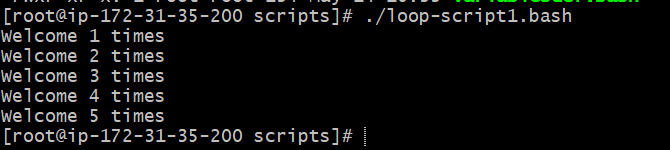 [root@ip-172-31-35-200 scripts]# ./loop-script1.bash
Welcome 1 times
Welcome 2 times
Welcome 3 times
Welcome 4 times
Welcome 5 times
[root@ip-172-31-35-200 scripts]#